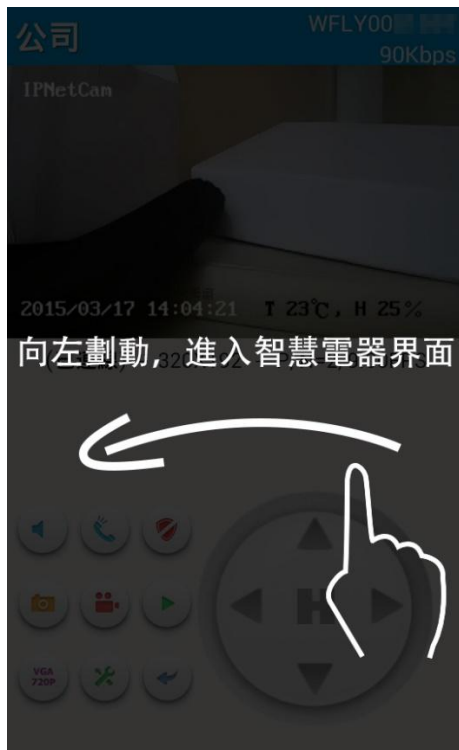 公司
WFLY00
90Kbps
IPNetCam
2015/03/17 14:04:21 T 23℃, H 25%
向左劃動, 進入智慧電器界面
H
VGA
720P